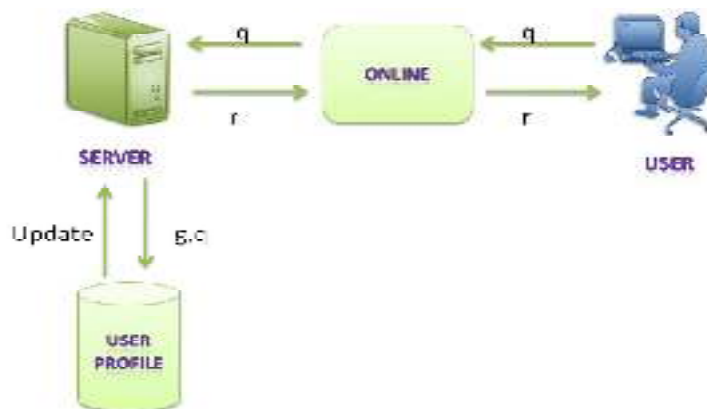 q
q
ONLINE
r
r
SERVER
USER
Update
g,q
USER
PROFILE